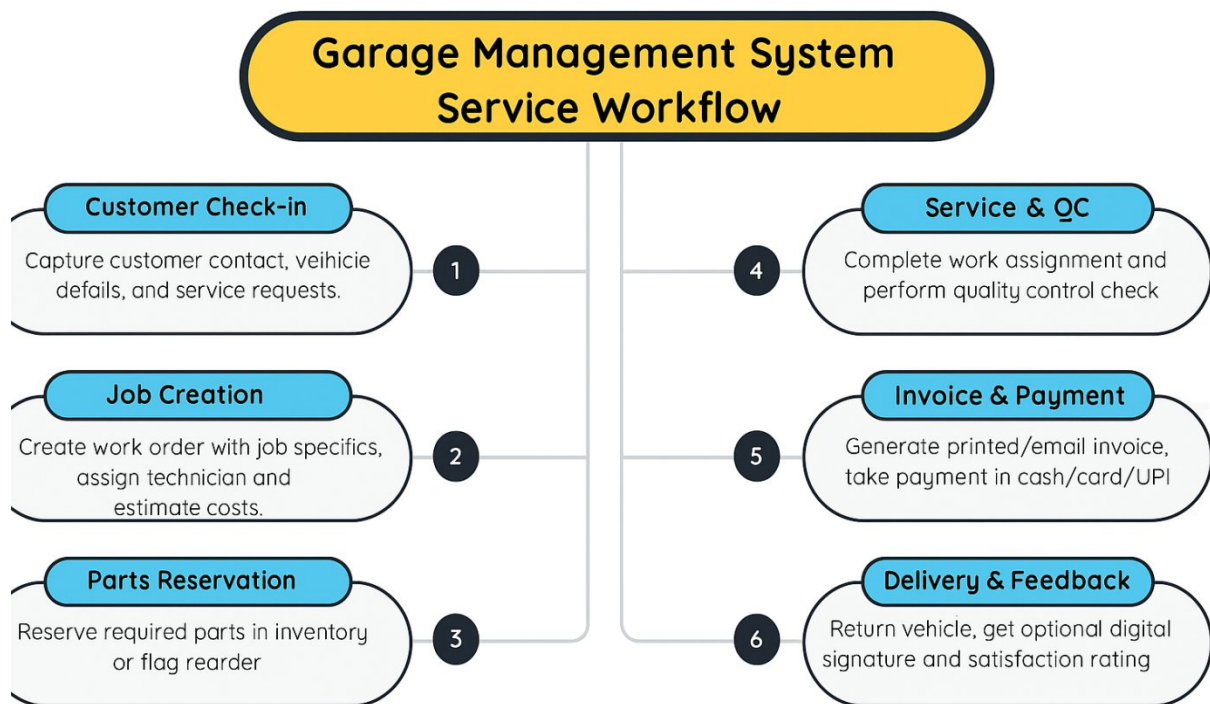 Garage Management System
Service Workflow
Customer Check-in
Capture customer contact, veihicie
defails, and service requests.
1
Job Creation
Create work order with job specifics,
assign technician and
estimate costs.
2
Parts Reservation
Reserve required parts in inventory
or flag rearder
3
Service & QC
Complete work assignment and
perform quality control check
4
Invoice & Payment
Generate printed/email invoice,
take payment in cash/card/UPI
5
Delivery & Feedback
Return vehicle, get optional digital
signature and satisfaction rating
6